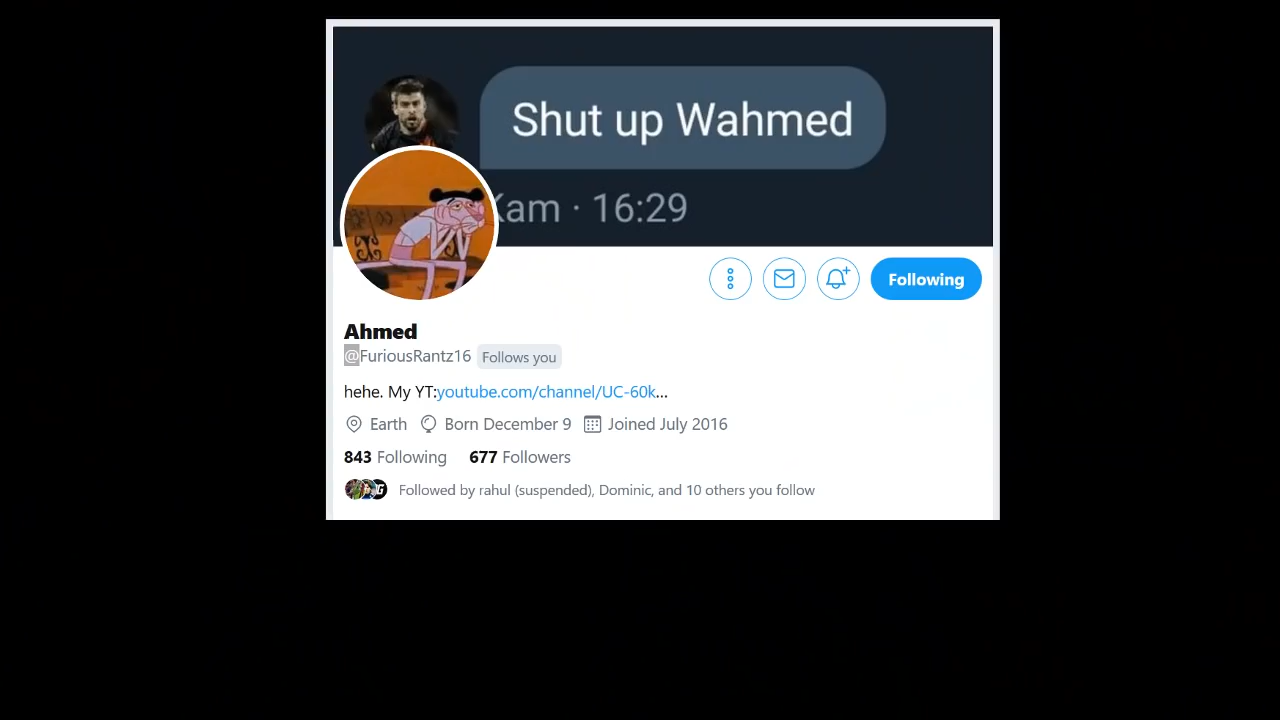 Shut up Wahmed
Kam · 16:29
Following
Ahmed
@FuriousRantz16 Follows you
hehe. My YT:youtube.com/channel/UC-60k...
Earth Born December 9 Joined July 2016
843 Following 677 Followers
Followed by rahul (suspended), Dominic, and 10 others you follow